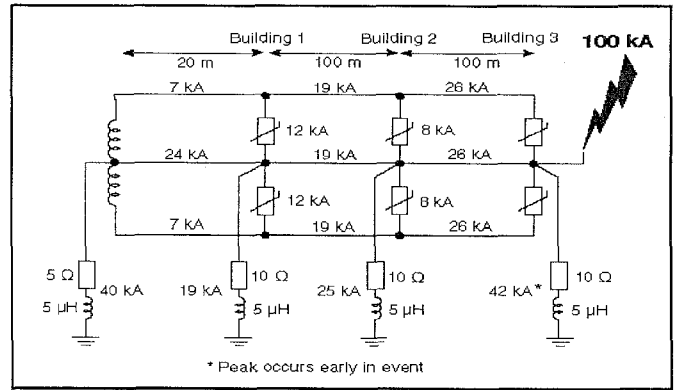 Building 1 Building 2 Building 3 100 kA
20 m 100 m 100 m
7 kA 19 kA 26 kA
12 kA 8 kA
24 kA 19 kA 26 kA
12 kA 8 kA
7 kA 19 kA 26 kA
5 Ω 10 Ω 10 Ω 10 Ω
40 kA 19 kA 25 kA 42 kA*
5 µH 5 µH 5 µH 5 µH
* Peak occurs early in event